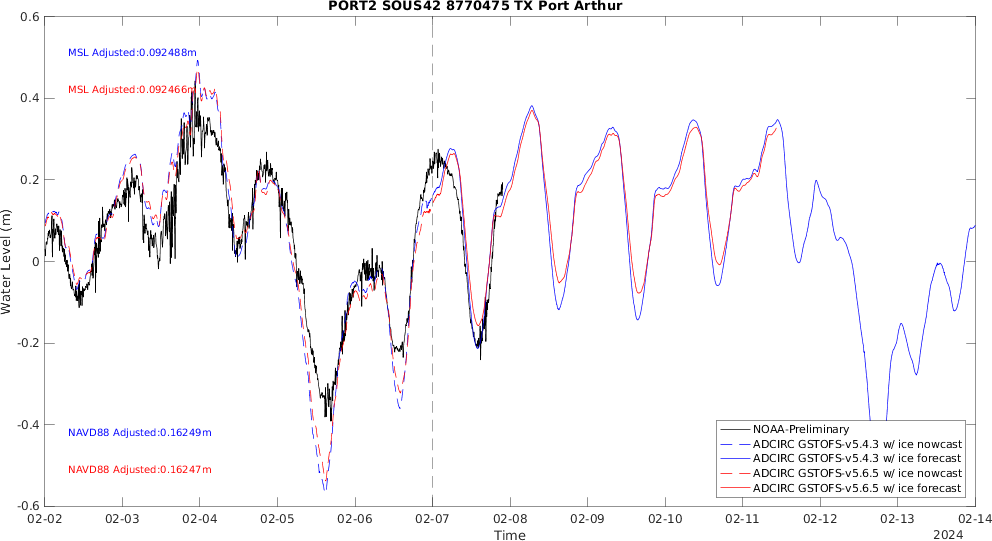 PORT2 SOUS42 8770475 TX Port Arthur
0.6
0.4
0.2
0
-0.2
-0.4
-0.6
Water Level (m)
MSL Adjusted:0.092488m
MSL Adjusted:0.092466m
NAVD88 Adjusted:0.16249m
NAVD88 Adjusted:0.16247m
NOAA-Preliminary
ADCIRC GSTOFS-v5.4.3 w/ ice nowcast
ADCIRC GSTOFS-v5.4.3 w/ ice forecast
ADCIRC GSTOFS-v5.6.5 w/ ice nowcast
ADCIRC GSTOFS-v5.6.5 w/ ice forecast
02-02 02-03 02-04 02-05 02-06 02-07 02-08 02-09 02-10 02-11 02-12 02-13 02-14
Time
2024